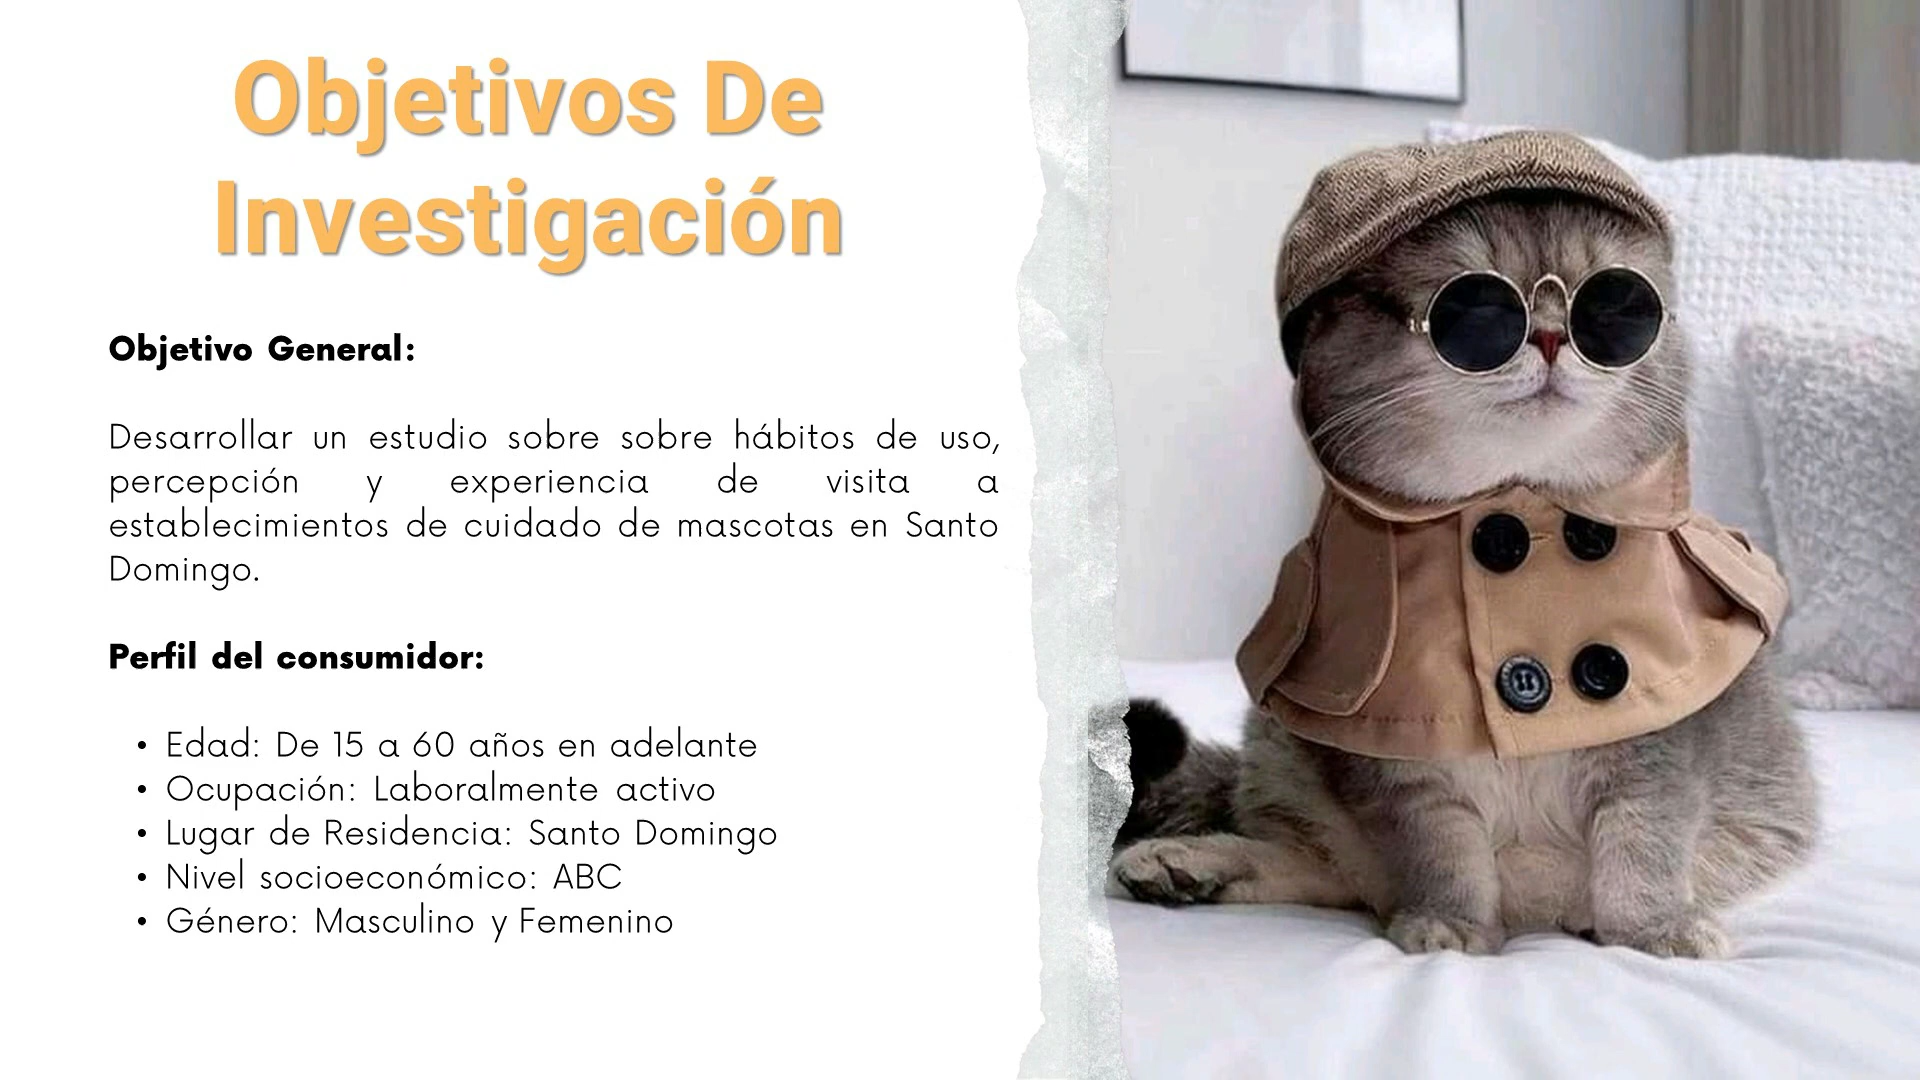 Objetivos De
Investigación
Objetivo General:
Desarrollar un estudio sobre sobre hábitos de uso,
percepción y experiencia de visita a
establecimientos de cuidado de mascotas en Santo
Domingo.
Perfil del consumidor:
• Edad: De 15 a 60 años en adelante
• Ocupación: Laboralmente activo
• Lugar de Residencia: Santo Domingo
• Nivel socioeconómico: ABC
• Género: Masculino y Femenino